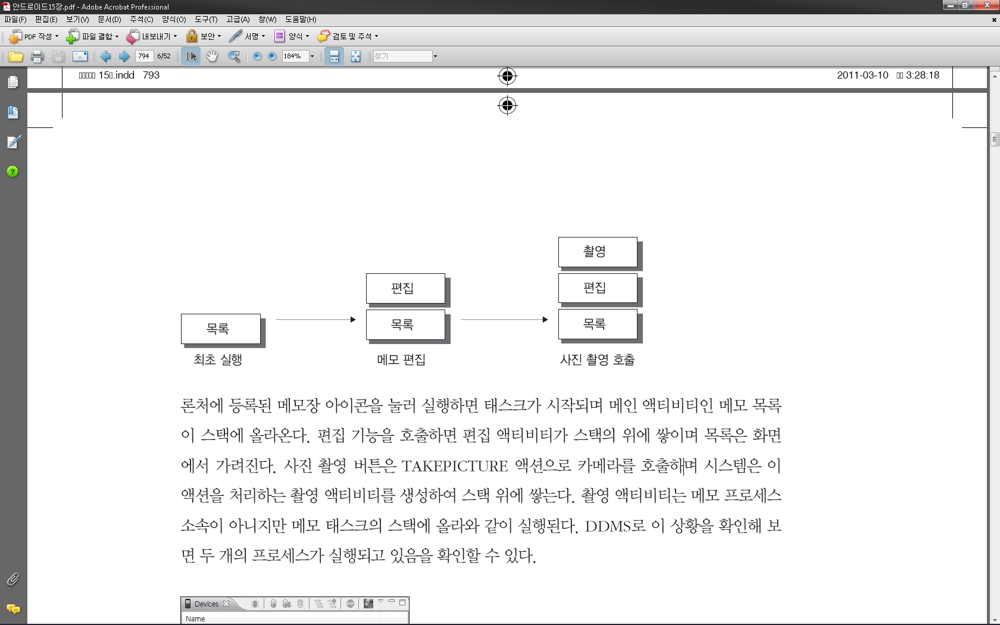 안드로이드15장.pdf - Adobe Acrobat Professional
파일(F) 편집(E) 보기(V) 문서(D) 주석(C) 양식(O) 도구(T) 고급(A) 창(W) 도움말(H)
PDF 작성 파일 결합 내보내기 보안 서명 양식 검토 및 주석
794 6/52 184% 찾기
15 .indd 793
2011-03-10 3:28:18
촬영
편집 편집
목록 목록 목록
최초 실행 메모 편집 사진 촬영 호출
론처에 등록된 메모장 아이콘을 눌러 실행하면 태스크가 시작되며 메인 액티비티인 메모 목록
이 스택에 올라온다. 편집 기능을 호출하면 편집 액티비티가 스택의 위에 쌓이며 목록은 화면
에서 가려진다. 사진 촬영 버튼은 TAKEPICTURE 액션으로 카메라를 호출하며 시스템은 이
액션을 처리하는 촬영 액티비티를 생성하여 스택 위에 쌓는다. 촬영 액티비티는 메모 프로세스
소속이 아니지만 메모 태스크의 스택에 올라와 같이 실행된다. DDMS로 이 상황을 확인해 보
면 두 개의 프로세스가 실행되고 있음을 확인할 수 있다.
Devices
Name